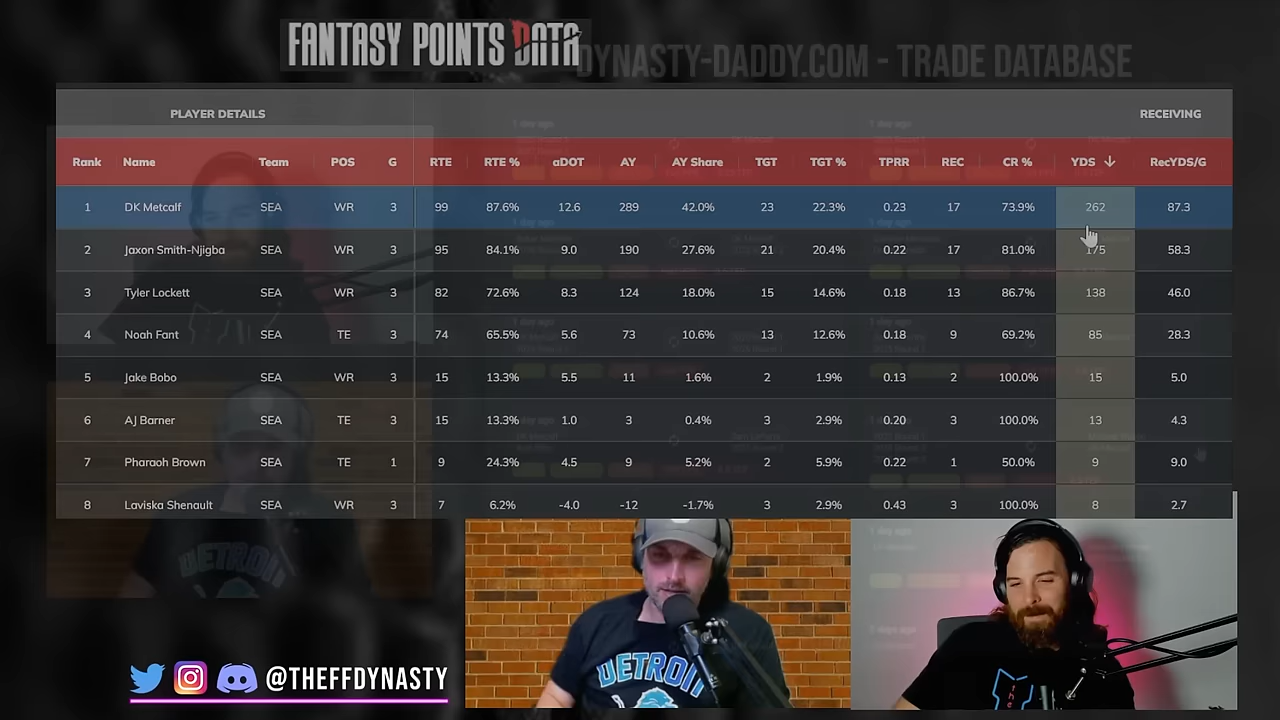 FANTASY POINTS DATA
DYNASTY-DADDY.COM - TRADE DATABASE
PLAYER DETAILS RECEIVING
Rank Name Team POS G RTE RTE % aDOT AY AY Share TGT TGT % TPRR REC CR % YDS ↓ RecYDS/G
1 DK Metcalf SEA WR 3 99 87.6% 12.6 289 42.0% 23 22.3% 0.23 17 73.9% 262 87.3
2 Jaxon Smith-Njigba SEA WR 3 95 84.1% 9.0 190 27.6% 21 20.4% 0.22 17 81.0% 175 58.3
3 Tyler Lockett SEA WR 3 82 72.6% 8.3 124 18.0% 15 14.6% 0.18 13 86.7% 138 46.0
4 Noah Fant SEA TE 3 74 65.5% 5.6 73 10.6% 13 12.6% 0.18 9 69.2% 85 28.3
5 Jake Bobo SEA WR 3 15 13.3% 5.5 11 1.6% 2 1.9% 0.13 2 100.0% 15 5.0
6 AJ Barner SEA TE 3 15 13.3% 1.0 3 0.4% 3 2.9% 0.20 3 100.0% 13 4.3
7 Pharaoh Brown SEA TE 1 9 24.3% 4.5 9 5.2% 2 5.9% 0.22 1 50.0% 9 9.0
8 Laviska Shenault SEA WR 3 7 6.2% -4.0 -12 -1.7% 3 2.9% 0.43 3 100.0% 8 2.7
DETROIT
@THEFFDYNASTY